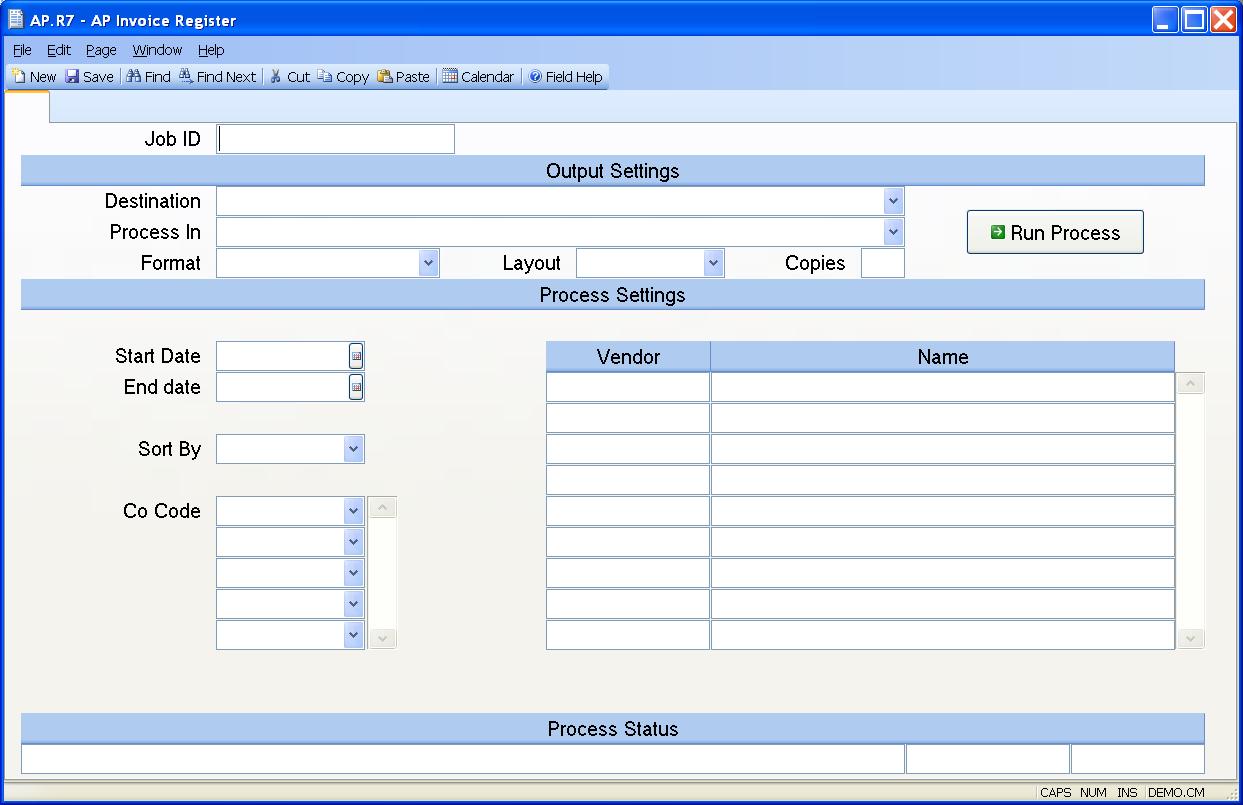 AP.R7 - AP Invoice Register
File Edit Page Window Help
New Save Find Find Next Cut Copy Paste Calendar Field Help
Job ID
Output Settings
Destination
Process In
Run Process
Format Layout Copies
Process Settings
Start Date
Vendor Name
End date
Sort By
Co Code
Process Status
CAPS NUM INS DEMO.CM